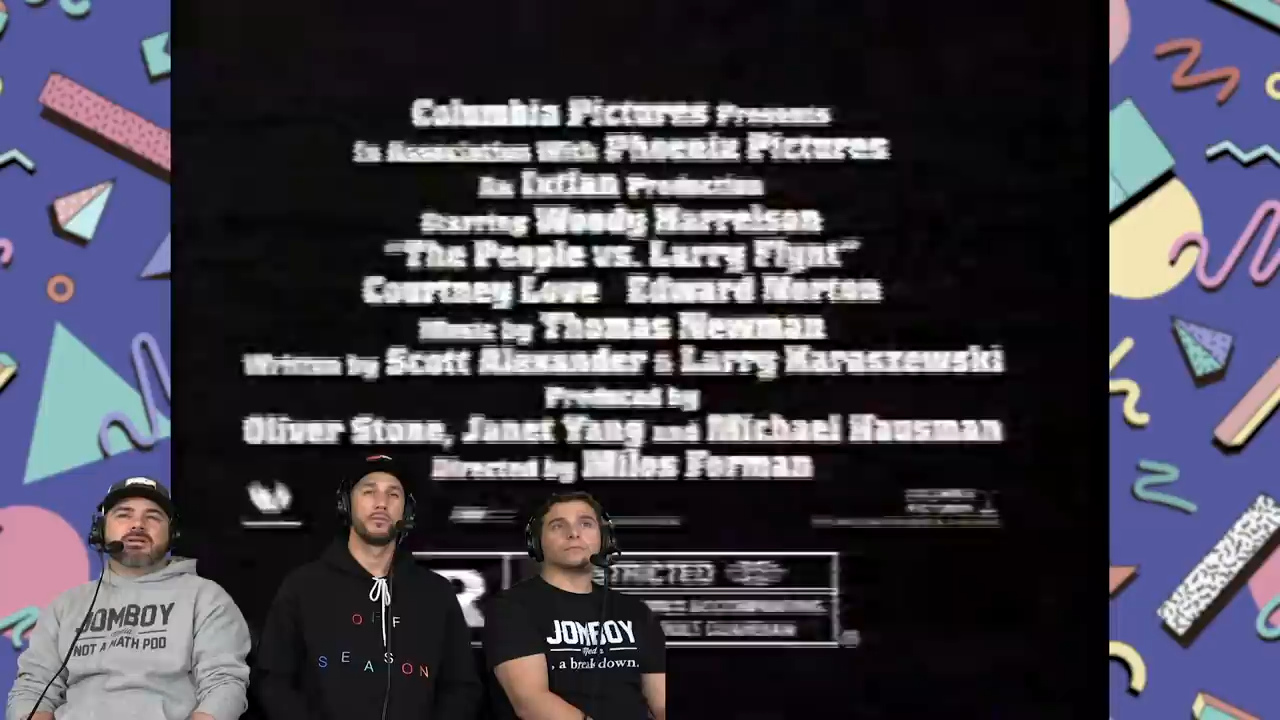 Columbia Pictures Presents
In Association With Phoenix Pictures
An Ixtlan Production
Starring Woody Harrelson
"The People vs. Larry Flynt"
Courtney Love Edward Norton
Music by Thomas Newman
Written by Scott Alexander & Larry Karaszewski
Produced by
Oliver Stone, Janet Yang and Michael Hausman
Directed by Milos Forman
R
JOMBOY
NOT A MATH POD
OFF
SEASON
JOMBOY
Media
, a breakdown.